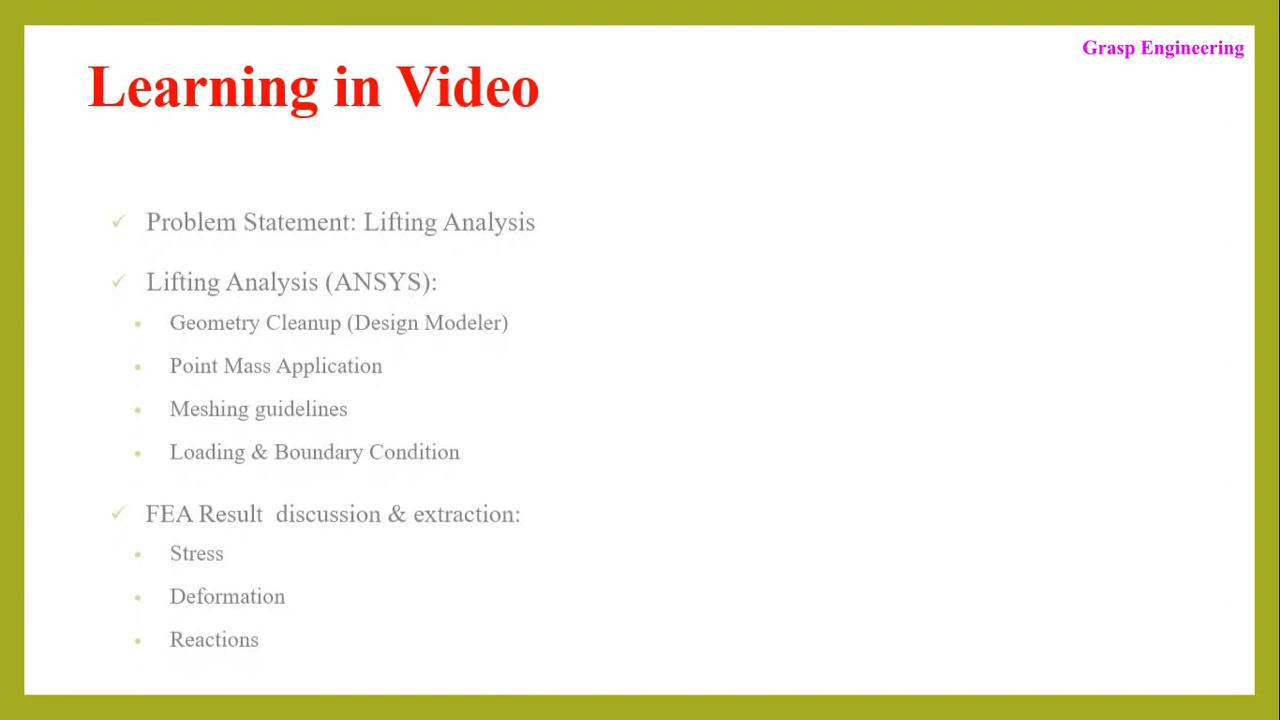 Grasp Engineering
Learning in Video
✓ Problem Statement: Lifting Analysis
✓ Lifting Analysis (ANSYS):
• Geometry Cleanup (Design Modeler)
• Point Mass Application
• Meshing guidelines
• Loading & Boundary Condition
✓ FEA Result discussion & extraction:
• Stress
• Deformation
• Reactions